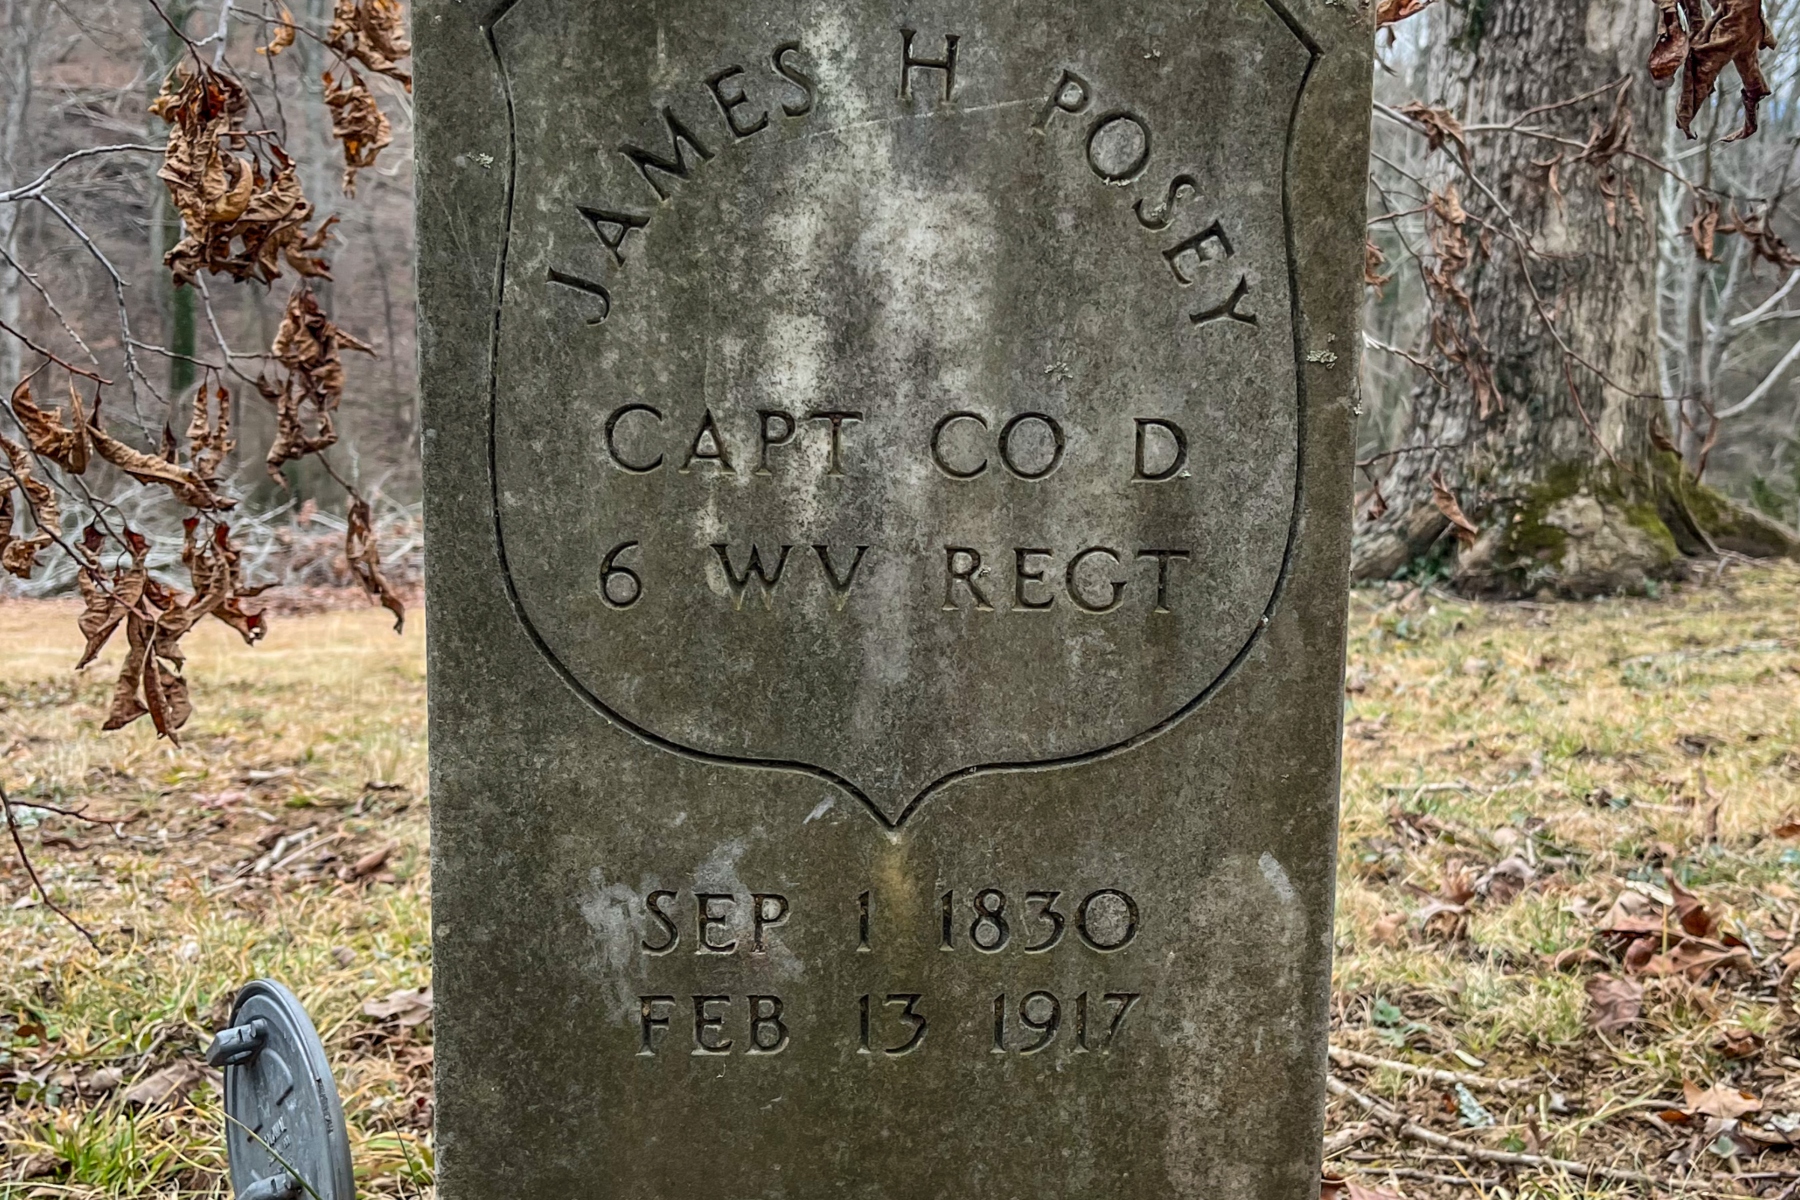 JAMES H POSEY
CAPT CO D
6 WV REGT
SEP 1 1830
FEB 13 1917